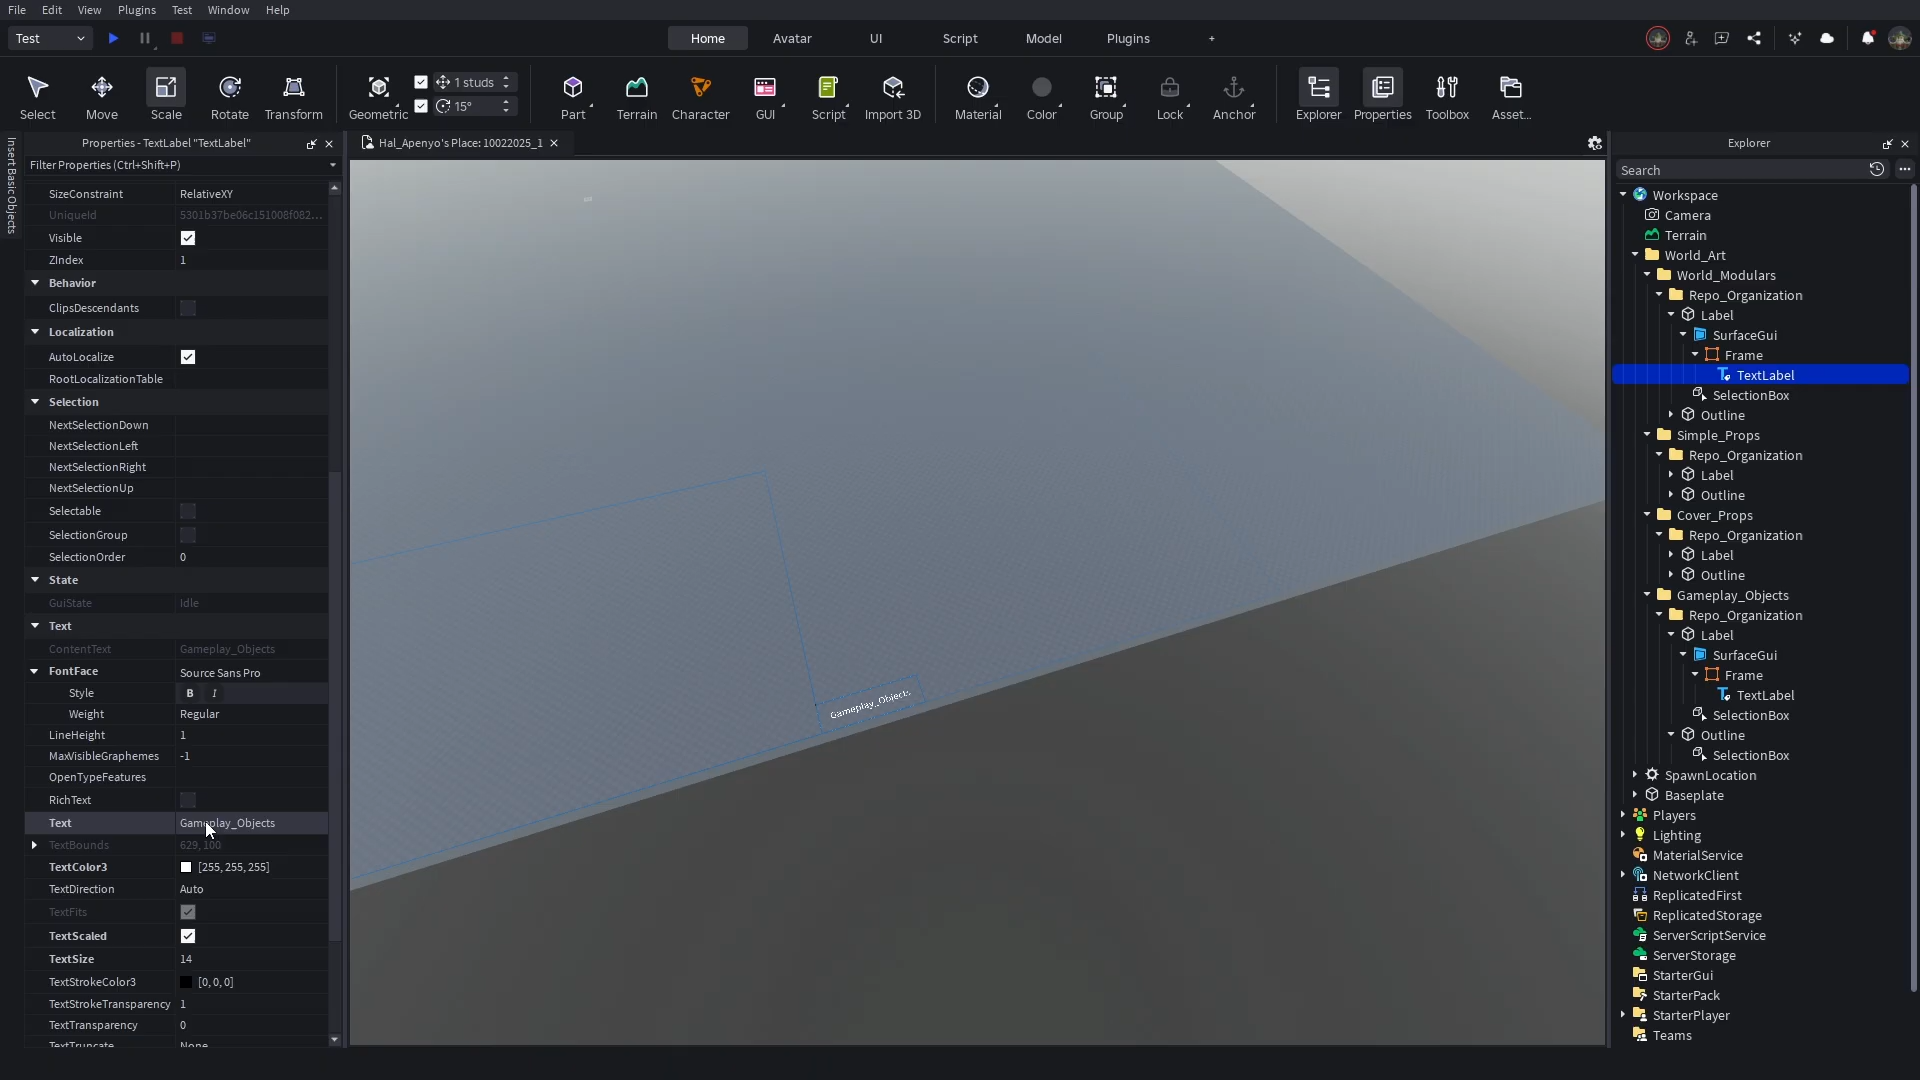 File Edit View Plugins Test Window Help
Test Home Avatar UI Script Model Plugins +
Select Move Scale Rotate Transform Geometric 1 studs 15° Part Terrain Character GUI Script Import 3D Material Color Group Lock Anchor Explorer Properties Toolbox Asset...
Insert Basic Objects
Properties - TextLabel "TextLabel"
Filter Properties (Ctrl+Shift+P)
SizeConstraint RelativeXY
UniqueId 5301b37be06c151008f082...
Visible
ZIndex 1
Behavior
ClipsDescendants
Localization
AutoLocalize
RootLocalizationTable
Selection
NextSelectionDown
NextSelectionLeft
NextSelectionRight
NextSelectionUp
Selectable
SelectionGroup
SelectionOrder 0
State
GuiState Idle
Text
ContentText Gameplay_Objects
FontFace Source Sans Pro
Style B I
Weight Regular
LineHeight 1
MaxVisibleGraphemes -1
OpenTypeFeatures
RichText
Text Gameplay_Objects
TextBounds 629, 100
TextColor3 [255, 255, 255]
TextDirection Auto
TextFits
TextScaled
TextSize 14
TextStrokeColor3 [0, 0, 0]
TextStrokeTransparency 1
TextTransparency 0
TextTruncate None
Hal_Apenyo's Place: 10022025_1
Gameplay_Objects
Explorer
Search
Workspace
Camera
Terrain
World_Art
World_Modulars
Repo_Organization
Label
SurfaceGui
Frame
TextLabel
SelectionBox
Outline
Simple_Props
Repo_Organization
Label
Outline
Cover_Props
Repo_Organization
Label
Outline
Gameplay_Objects
Repo_Organization
Label
SurfaceGui
Frame
TextLabel
SelectionBox
Outline
SelectionBox
SpawnLocation
Baseplate
Players
Lighting
MaterialService
NetworkClient
ReplicatedFirst
ReplicatedStorage
ServerScriptService
ServerStorage
StarterGui
StarterPack
StarterPlayer
Teams